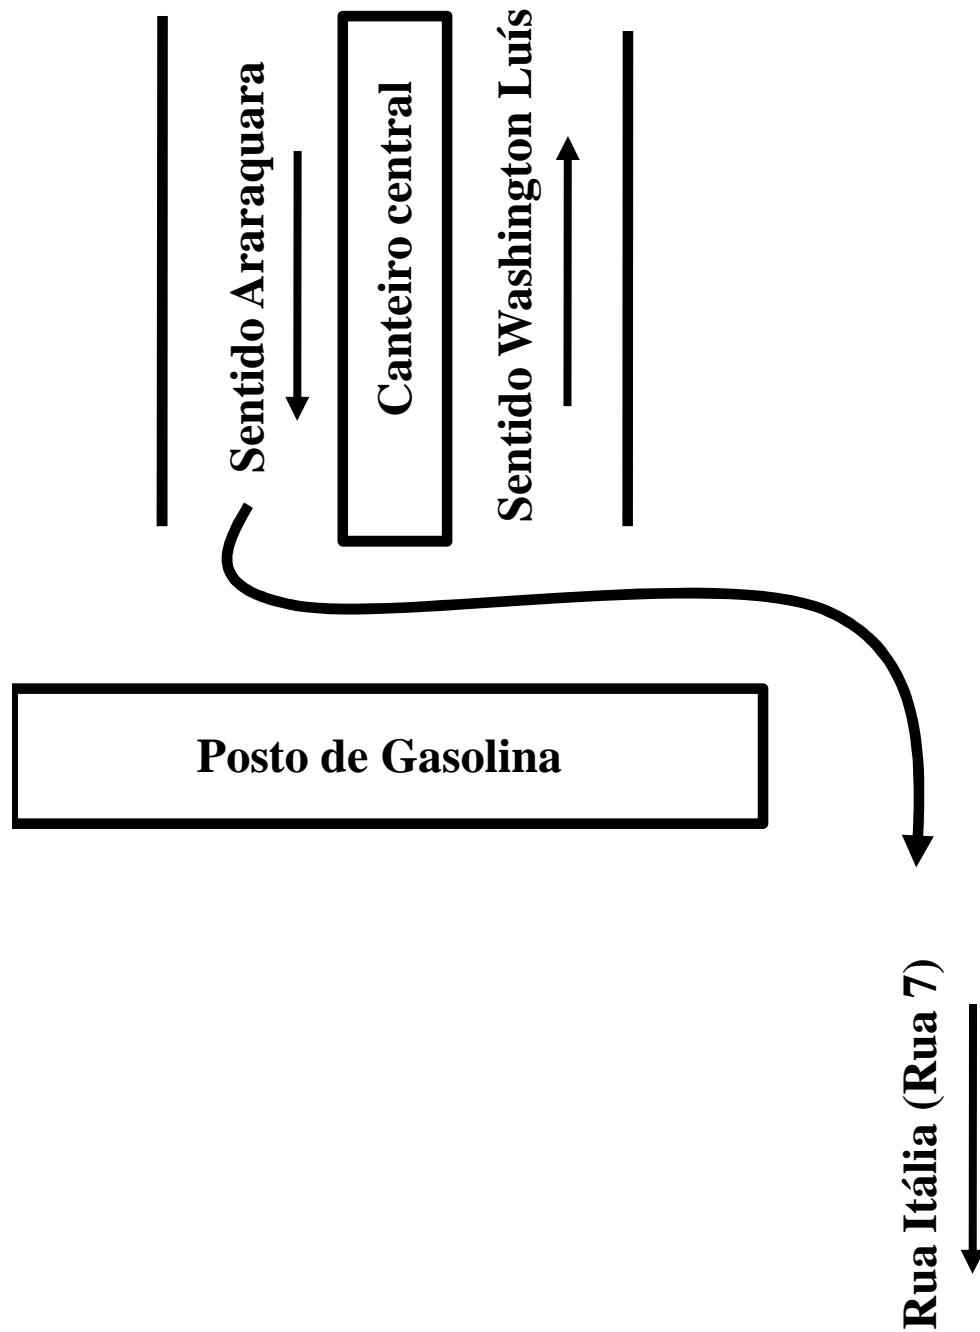 Sentido Araraquara
Canteiro central
Sentido Washington Luís
Posto de Gasolina
Rua Itália (Rua 7)